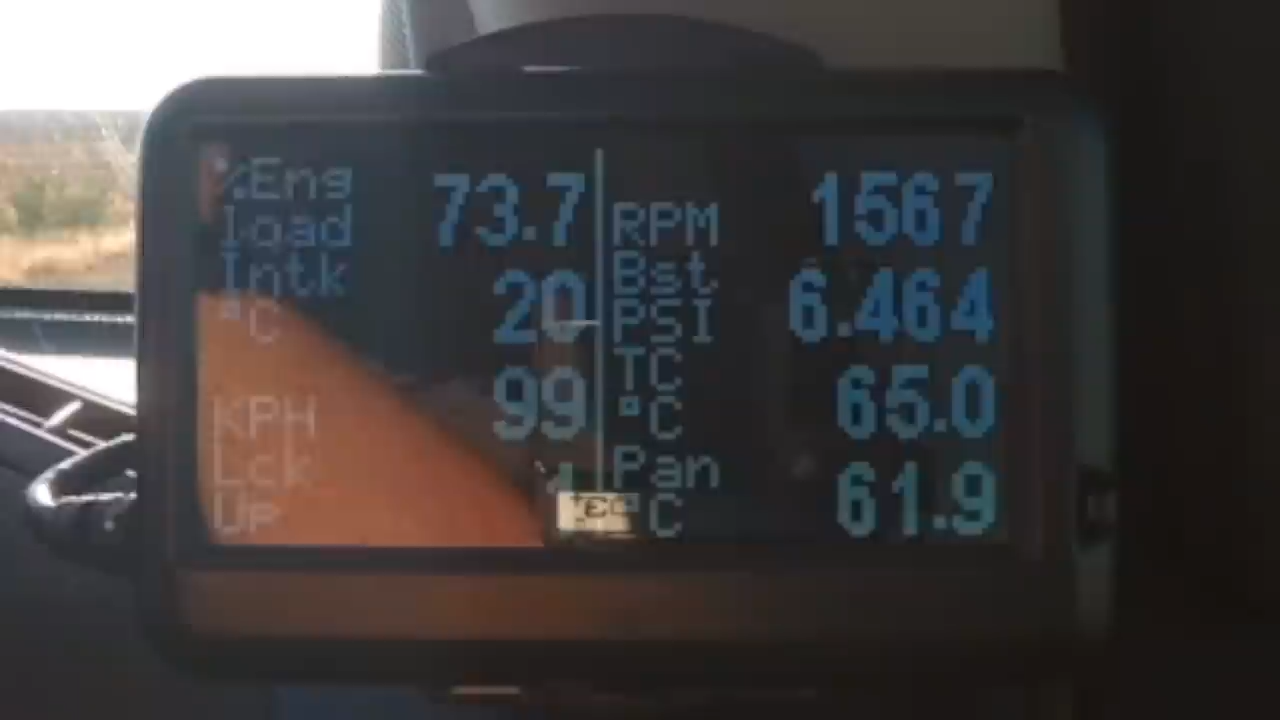 %Eng load 73.7
Intk °C 20
KPH 99
Lck Up
RPM 1567
Bst PSI 6.464
TC °C 65.0
Pan °C 61.9